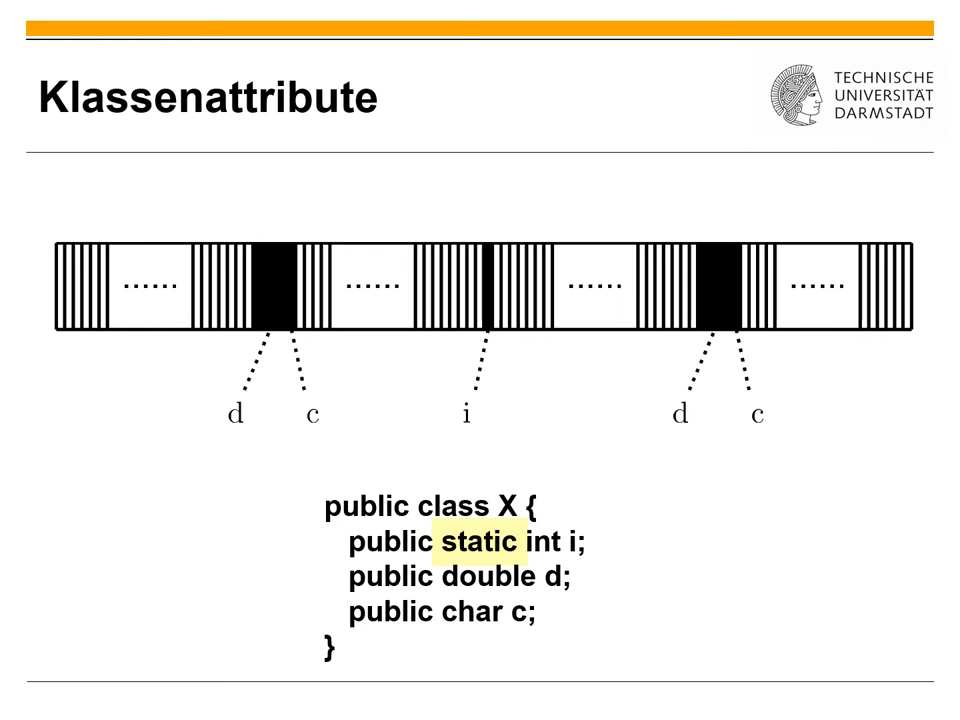 Klassenattribute
TECHNISCHE
UNIVERSITÄT
DARMSTADT
...... ...... ...... ......
d c i d c
public class X {
public static int i;
public double d;
public char c;
}